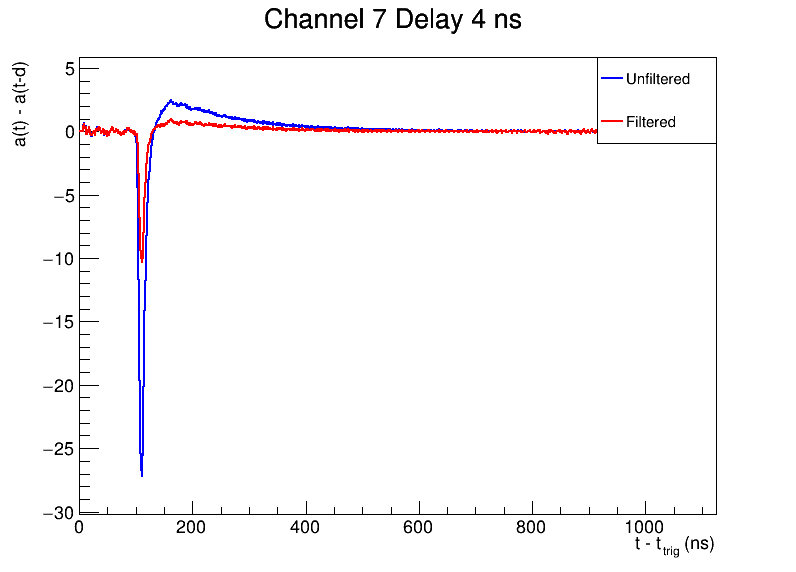 Channel 7 Delay 4 ns
a(t) - a(t-d)
5
0
−5
−10
−15
−20
−25
−30
Unfiltered
Filtered
0 200 400 600 800 1000
t - t_trig (ns)